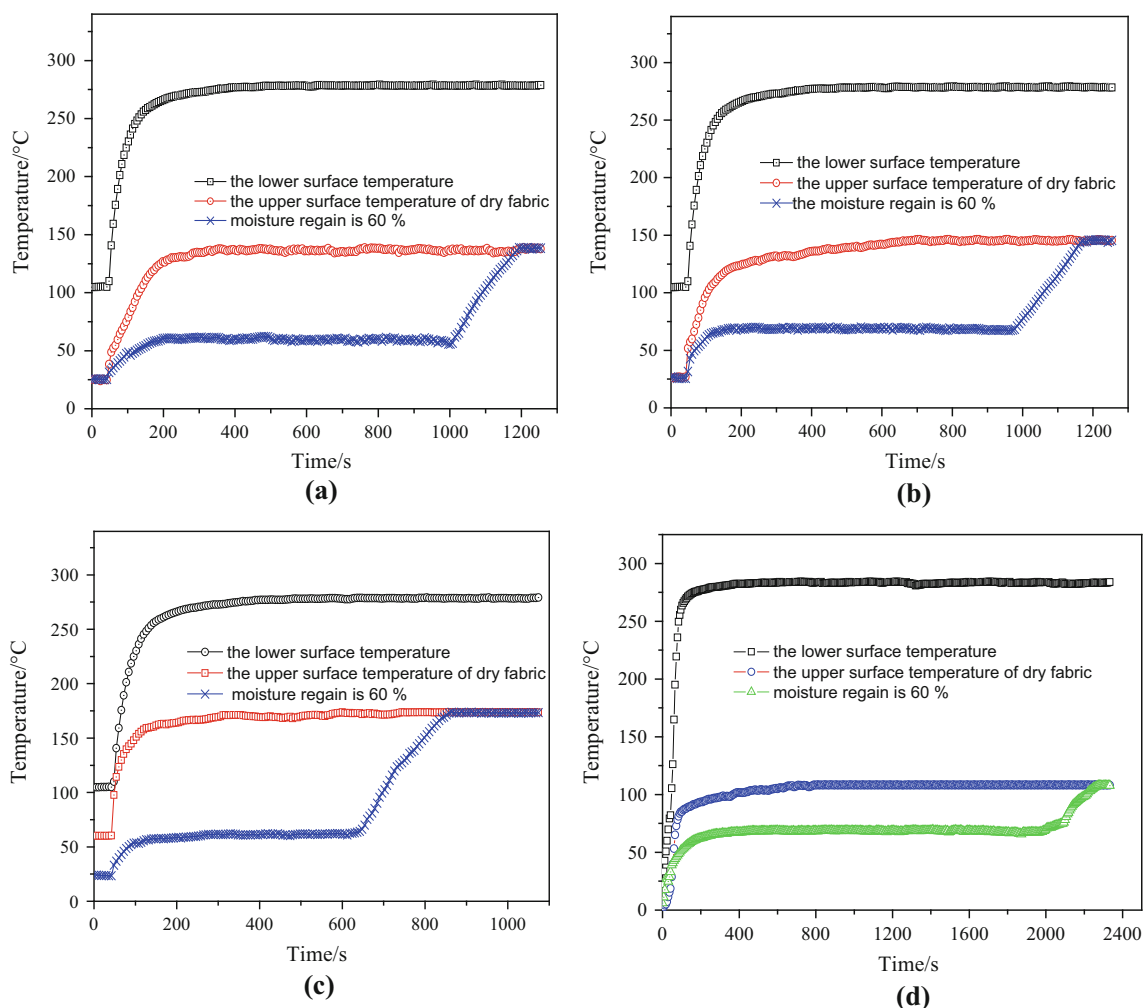 300
250
200
150
100
50
0
Temperature/°C
the lower surface temperature
the upper surface temperature of dry fabric
the moisture regain is 60 %
0 200 400 600 800 1000 1200
Time/s
(a)
300
250
200
150
100
50
0
Temperature/°C
the lower surface temperature
the upper surface temperature of dry fabric
the moisture regain is 60 %
0 200 400 600 800 1000 1200
Time/s
(b)
300
250
200
150
100
50
0
Temperature/°C
the lower surface temperature
the upper surface temperature of dry fabric
moisture regain is 60 %
0 200 400 600 800 1000
Time/s
(c)
300
250
200
150
100
50
0
Temperature/°C
the lower surface temperature
the upper surface temperature of dry fabric
moisture regain is 60 %
0 400 800 1200 1600 2000 2400
Time/s
(d)